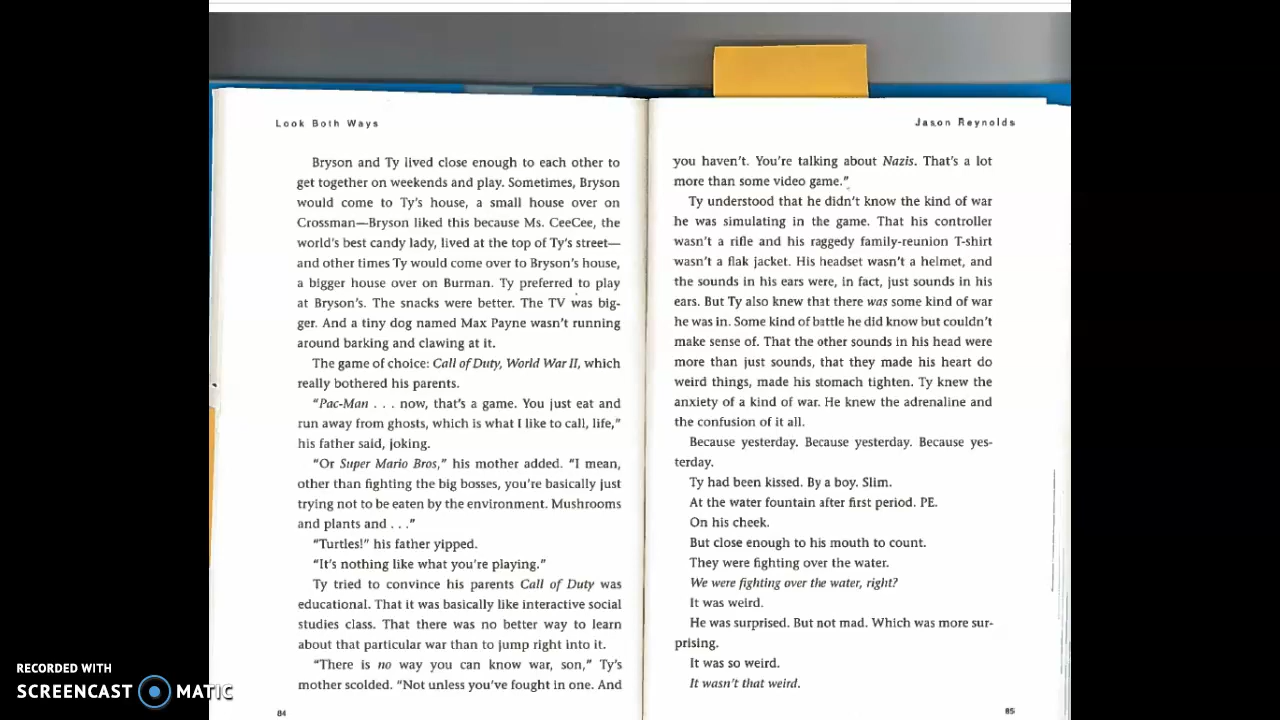 Look Both Ways
Bryson and Ty lived close enough to each other to
get together on weekends and play. Sometimes, Bryson
would come to Ty's house, a small house over on
Crossman—Bryson liked this because Ms. CeeCee, the
world's best candy lady, lived at the top of Ty's street—
and other times Ty would come over to Bryson's house,
a bigger house over on Burman. Ty preferred to play
at Bryson's. The snacks were better. The TV was big-
ger. And a tiny dog named Max Payne wasn't running
around barking and clawing at it.
The game of choice: Call of Duty, World War II, which
really bothered his parents.
"Pac-Man . . . now, that's a game. You just eat and
run away from ghosts, which is what I like to call, life,"
his father said, joking.
"Or Super Mario Bros," his mother added. "I mean,
other than fighting the big bosses, you're basically just
trying not to be eaten by the environment. Mushrooms
and plants and . . ."
"Turtles!" his father yipped.
"It's nothing like what you're playing."
Ty tried to convince his parents Call of Duty was
educational. That it was basically like interactive social
studies class. That there was no better way to learn
about that particular war than to jump right into it.
"There is no way you can know war, son," Ty's
mother scolded. "Not unless you've fought in one. And
84
Jason Reynolds
you haven't. You're talking about Nazis. That's a lot
more than some video game."
Ty understood that he didn't know the kind of war
he was simulating in the game. That his controller
wasn't a rifle and his raggedy family-reunion T-shirt
wasn't a flak jacket. His headset wasn't a helmet, and
the sounds in his ears were, in fact, just sounds in his
ears. But Ty also knew that there was some kind of war
he was in. Some kind of battle he did know but couldn't
make sense of. That the other sounds in his head were
more than just sounds, that they made his heart do
weird things, made his stomach tighten. Ty knew the
anxiety of a kind of war. He knew the adrenaline and
the confusion of it all.
Because yesterday. Because yesterday. Because yes-
terday.
Ty had been kissed. By a boy. Slim.
At the water fountain after first period. PE.
On his cheek.
But close enough to his mouth to count.
They were fighting over the water.
We were fighting over the water, right?
It was weird.
He was surprised. But not mad. Which was more sur-
prising.
It was so weird.
It wasn't that weird.
85
RECORDED WITH
SCREENCAST MATIC